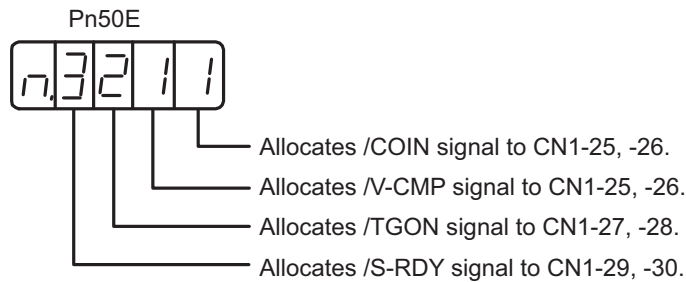 Pn50E
n.3211
Allocates /COIN signal to CN1-25, -26.
Allocates /V-CMP signal to CN1-25, -26.
Allocates /TGON signal to CN1-27, -28.
Allocates /S-RDY signal to CN1-29, -30.